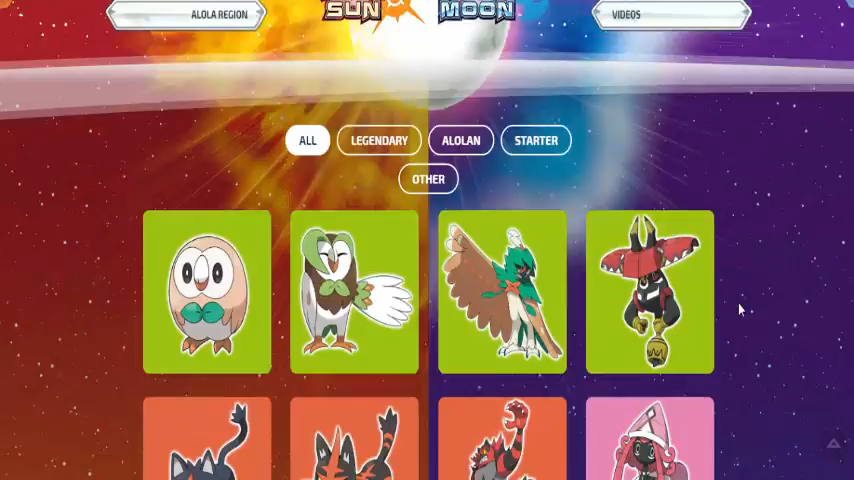 ALOLA REGION
SUN
MOON
VIDEOS
ALL
LEGENDARY
ALOLAN
STARTER
OTHER